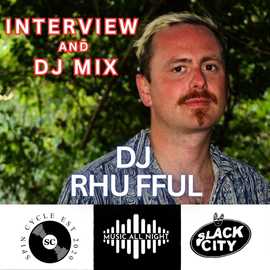 INTERVIEW
AND
DJ MIX
DJ
RHU FFUL
SPIN CYCLE EST 2020
SC
MUSIC ALL NIGHT
SLACK
CITY